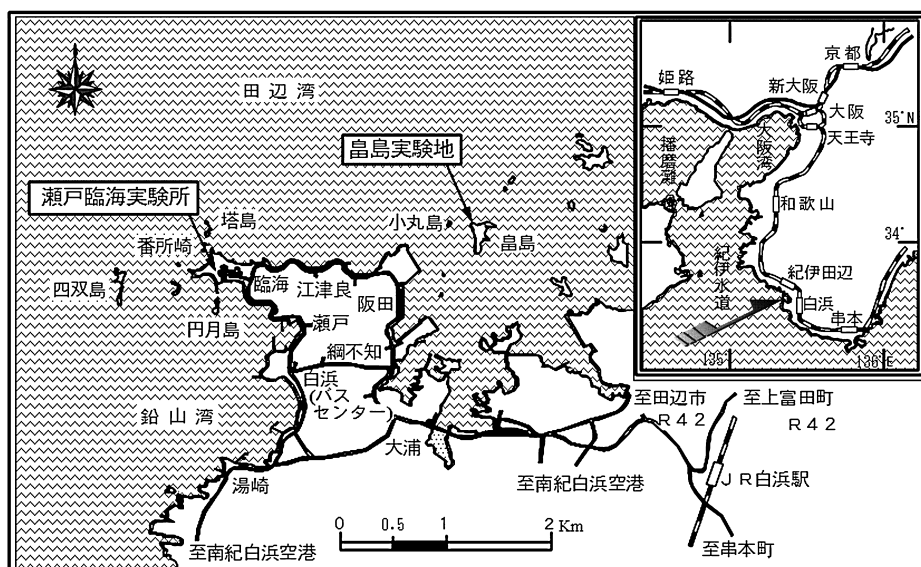 田辺湾
畠島実験地
瀬戸臨海実験所
塔島
番所崎
四双島
円月島
臨海
江津良
瀬戸
阪田
小丸島
畠島
綱不知
白浜
(バス
センター)
鉛山湾
大浦
湯崎
至南紀白浜空港
至南紀白浜空港
至田辺市
R42
至上富田町
R42
JR白浜駅
至串本町
0 0.5 1 2 Km
京都
姫路
新大阪
大阪
35°N
天王寺
大阪湾
播磨灘
和歌山
34°
紀伊水道
紀伊田辺
白浜
串本
135°
136°E